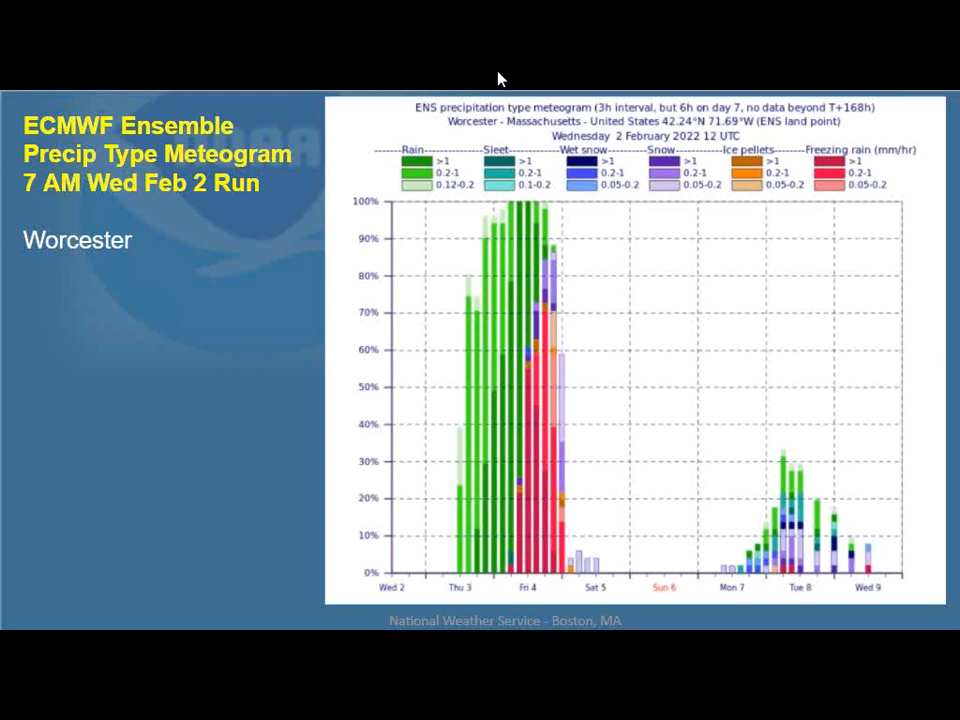 ECMWF Ensemble
Precip Type Meteogram
7 AM Wed Feb 2 Run
Worcester
ENS precipitation type meteogram (3h interval, but 6h on day 7, no data beyond T+168h)
Worcester - Massachusetts - United States 42.24°N 71.69°W (ENS land point)
Wednesday 2 February 2022 12 UTC
-------Rain-----------Sleet-----------Wet snow--------Snow---------Ice pellets-------Freezing rain (mm/hr)
>1 >1 >1 >1 >1 >1
0.2-1 0.2-1 0.2-1 0.2-1 0.2-1 0.2-1
0.12-0.2 0.1-0.2 0.05-0.2 0.05-0.2 0.05-0.2 0.05-0.2
100%
90%
80%
70%
60%
50%
40%
30%
20%
10%
0%
Wed 2 Thu 3 Fri 4 Sat 5 Sun 6 Mon 7 Tue 8 Wed 9
National Weather Service - Boston, MA